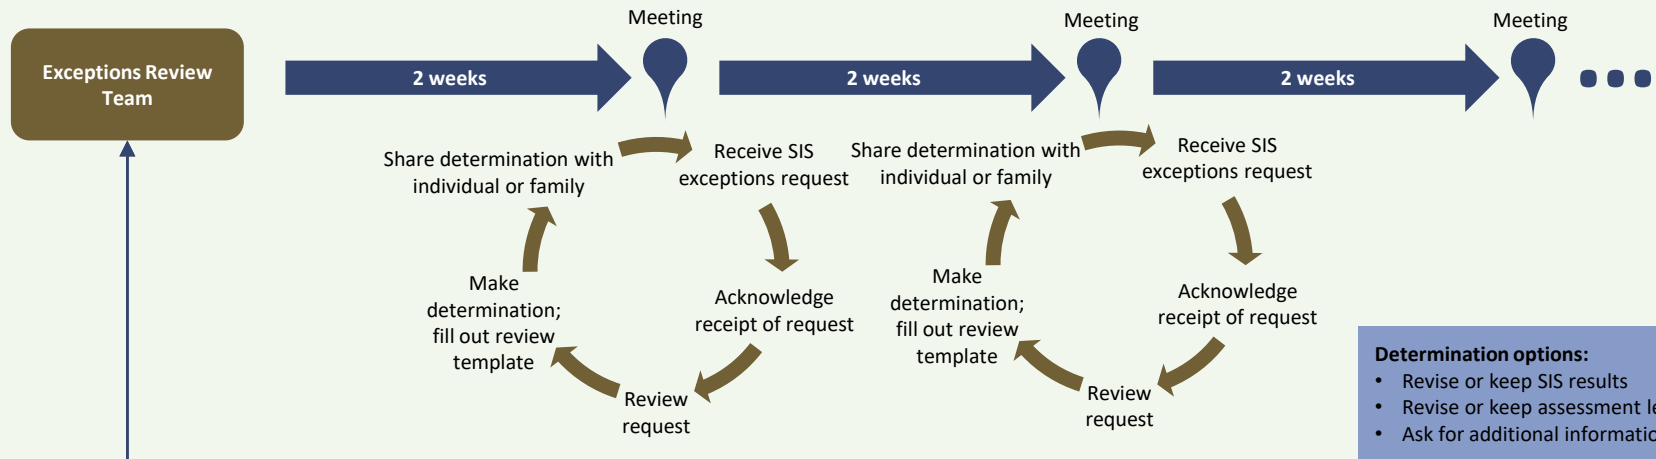 Meeting
Meeting
Meeting
Exceptions Review
Team
2 weeks
2 weeks
2 weeks
Share determination with
individual or family
Receive SIS
exceptions request
Acknowledge
receipt of request
Review
request
Make
determination;
fill out review
template
Share determination with
individual or family
Receive SIS
exceptions request
Acknowledge
receipt of request
Review
request
Make
determination;
fill out review
template
Determination options:
• Revise or keep SIS results
• Revise or keep assessment
• Ask for additional